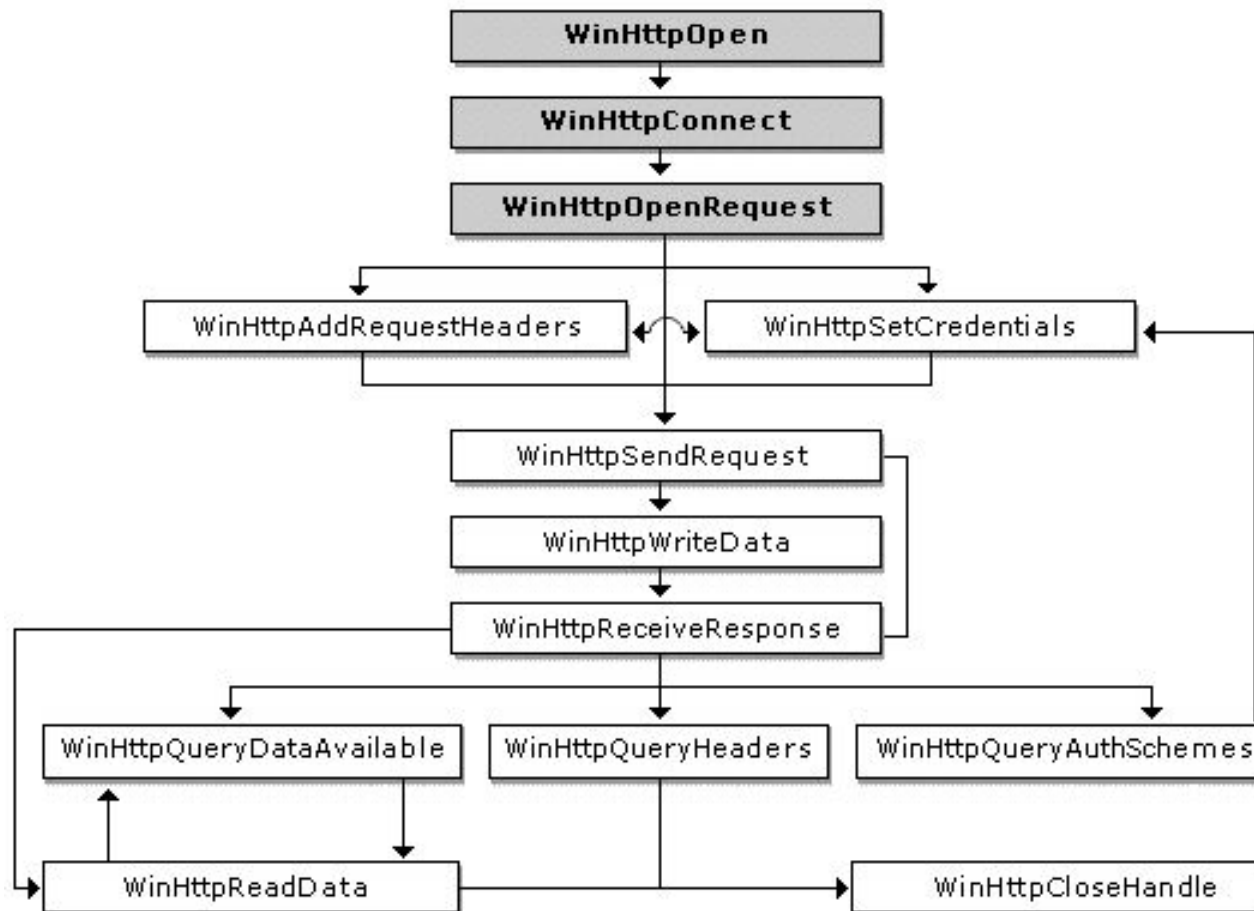 WinHttpOpen
WinHttpConnect
WinHttpOpenRequest
WinHttpAddRequestHeaders
WinHttpSetCredentials
WinHttpSendRequest
WinHttpWriteData
WinHttpReceiveResponse
WinHttpQueryDataAvailable
WinHttpQueryHeaders
WinHttpQueryAuthSchemes
WinHttpReadData
WinHttpCloseHandle